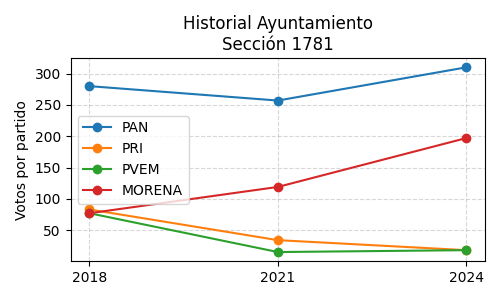 Historial Ayuntamiento
Sección 1781
Votos por partido
300
250
200
150
100
50
PAN
PRI
PVEM
MORENA
2018
2021
2024